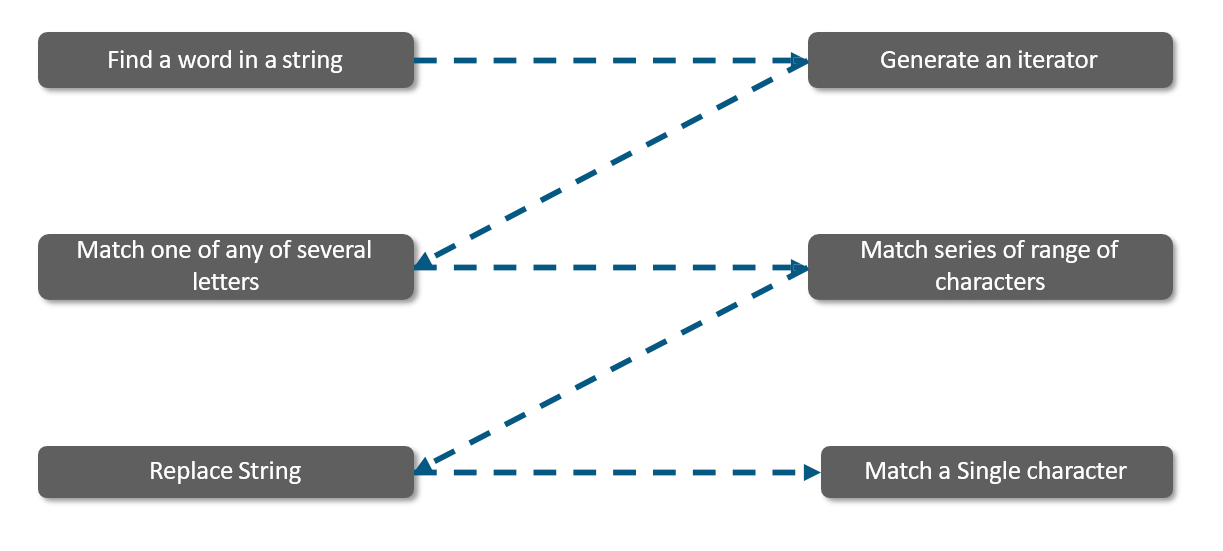 Find a word in a string
Generate an iterator
Match one of any of several
letters
Match series of range of
characters
Replace String
Match a Single character